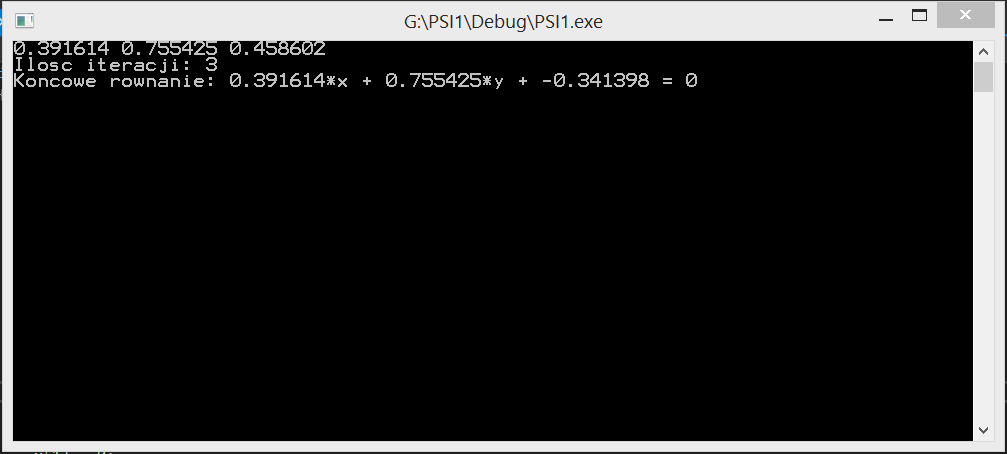 G:\PSI1\Debug\PSI1.exe
0.391614 0.755425 0.458602
Ilosc iteracji: 3
Koncowe rownanie: 0.391614*x + 0.755425*y + -0.341398 = 0